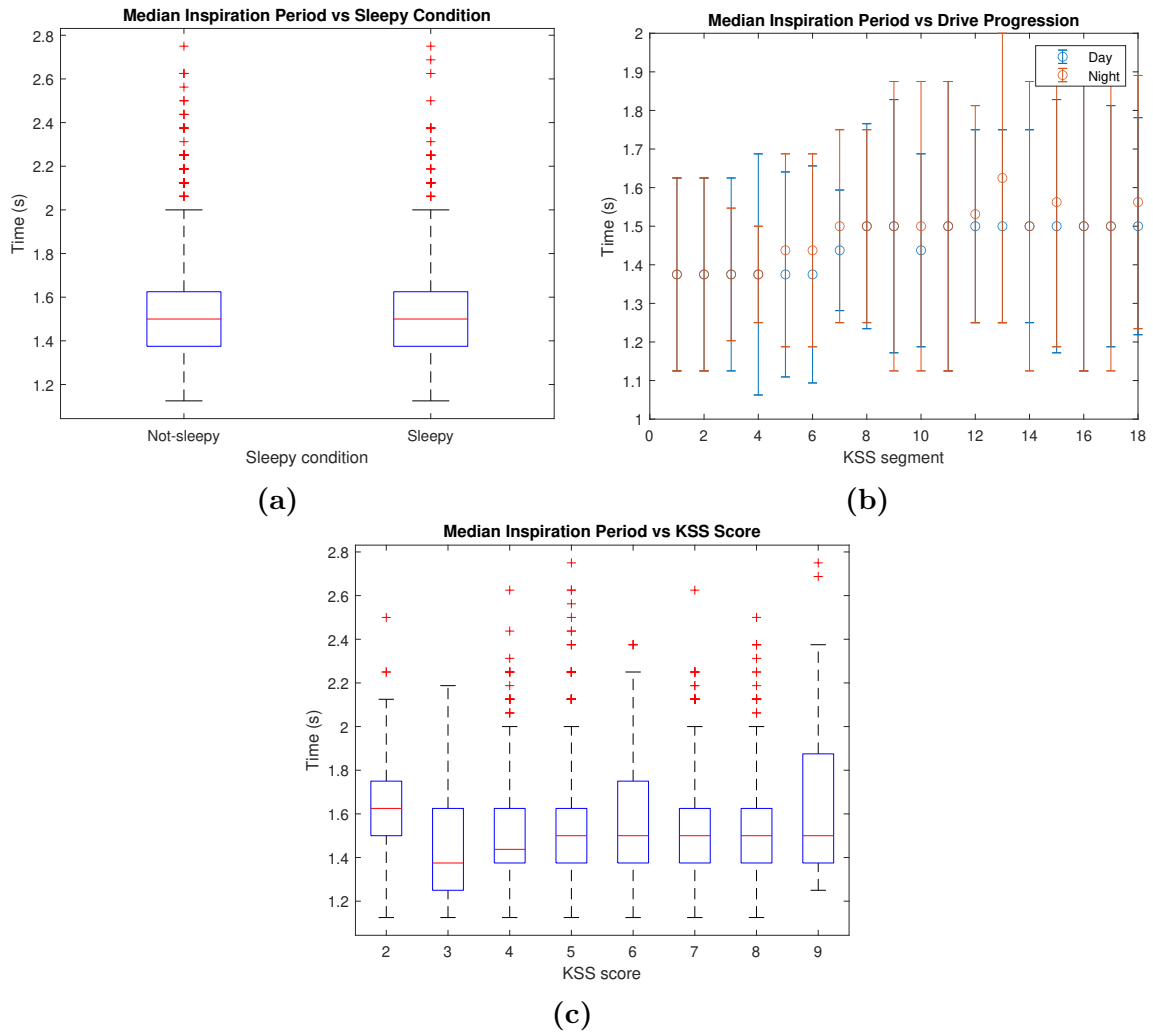 Median Inspiration Period vs Sleepy Condition
2.8
2.6
2.4
2.2
2
1.8
1.6
1.4
1.2
Time (s)
Not-sleepy
Sleepy
Sleepy condition
(a)
Median Inspiration Period vs Drive Progression
2
1.9
1.8
1.7
1.6
1.5
1.4
1.3
1.2
1.1
1
Time (s)
Day
Night
0 2 4 6 8 10 12 14 16 18
KSS segment
(b)
Median Inspiration Period vs KSS Score
2.8
2.6
2.4
2.2
2
1.8
1.6
1.4
1.2
Time (s)
2 3 4 5 6 7 8 9
KSS score
(c)